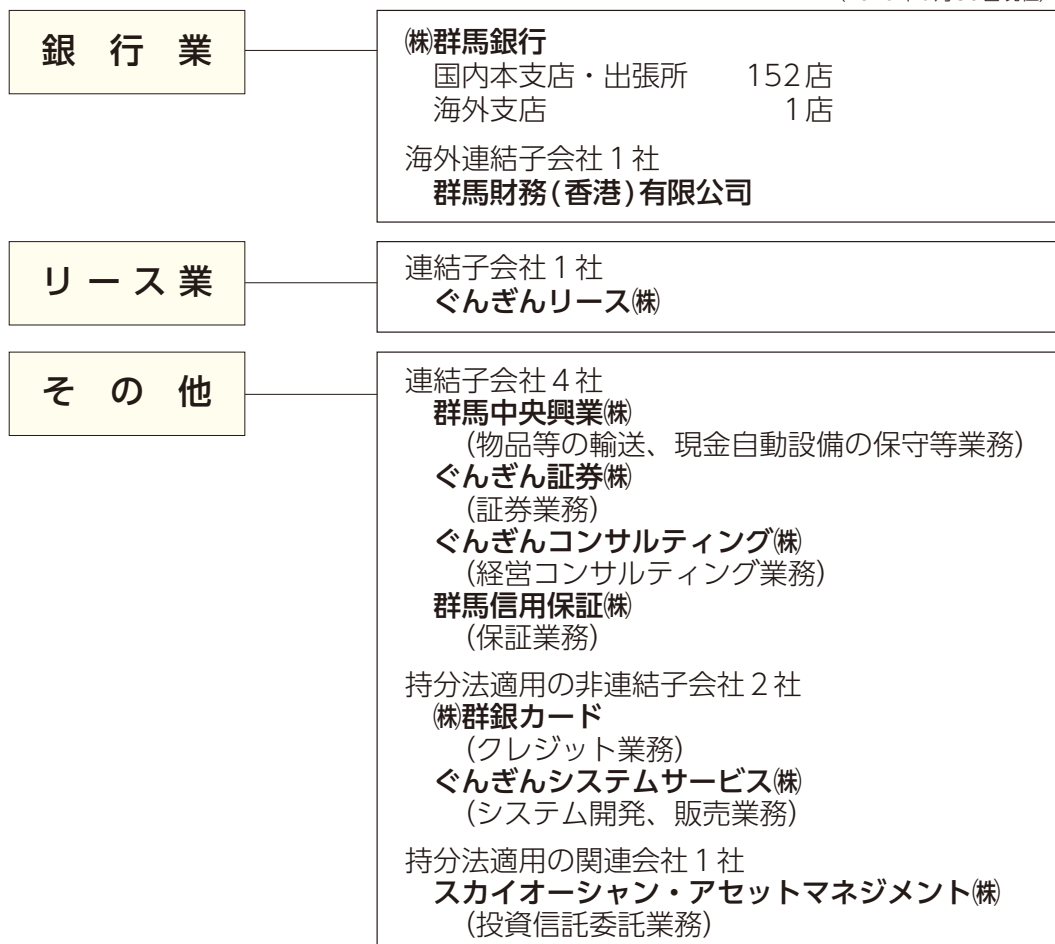 銀行業
㈱群馬銀行
国内本支店・出張所 152店
海外支店 1店
海外連結子会社1社
群馬財務(香港)有限公司
リース業
連結子会社1社
ぐんぎんリース㈱
その他
連結子会社4社
群馬中央興業㈱
(物品等の輸送、現金自動設備の保守等業務)
ぐんぎん証券㈱
(証券業務)
ぐんぎんコンサルティング㈱
(経営コンサルティング業務)
群馬信用保証㈱
(保証業務)
持分法適用の非連結子会社2社
㈱群銀カード
(クレジット業務)
ぐんぎんシステムサービス㈱
(システム開発、販売業務)
持分法適用の関連会社1社
スカイオーシャン・アセットマネジメント㈱
(投資信託委託業務)